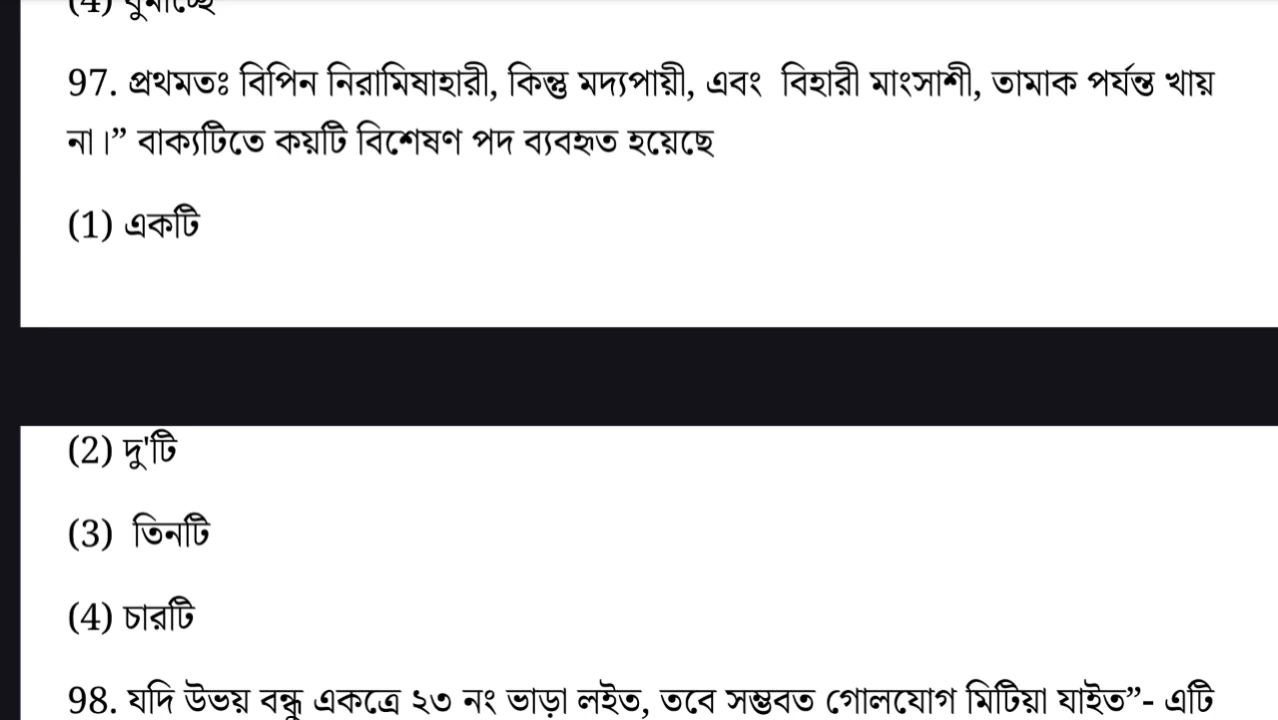 (4) ঘুমাচ্ছে
97. প্রথমতঃ বিপিন নিরামিষাহারী, কিন্তু মদ্যপায়ী, এবং বিহারী মাংসাশী, তামাক পর্যন্ত খায়
না।” বাক্যটিতে কয়টি বিশেষণ পদ ব্যবহৃত হয়েছে
(1) একটি
(2) দু'টি
(3) তিনটি
(4) চারটি
98. যদি উভয় বন্ধু একত্রে ২৩ নং ভাড়া লইত, তবে সম্ভবত গোলযোগ মিটিয়া যাইত”- এটি